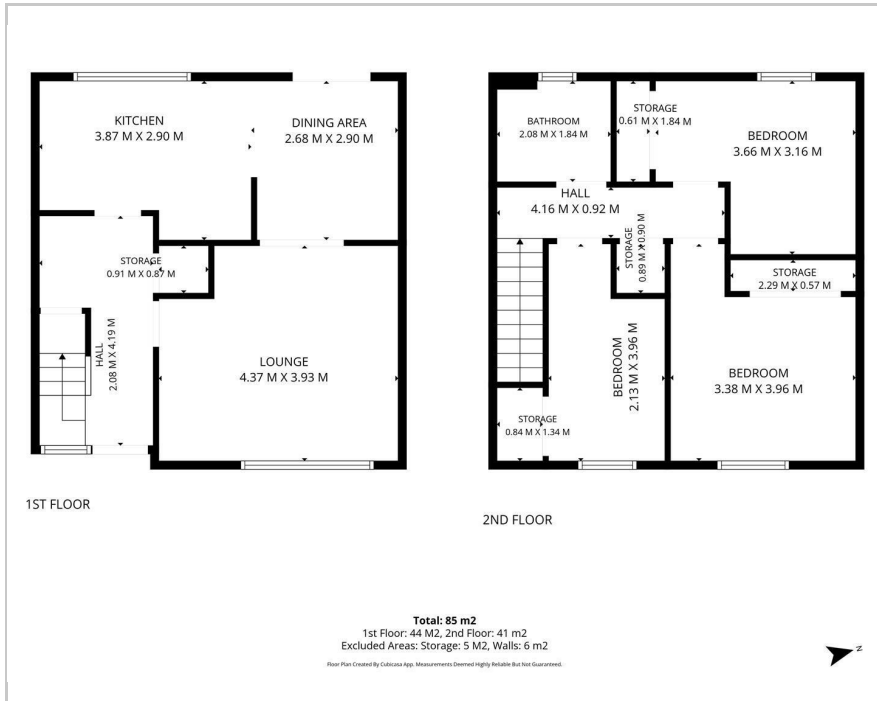 KITCHEN
3.87 M X 2.90 M
DINING AREA
2.68 M X 2.90 M
STORAGE
0.91 M X 0.87 M
HALL
2.08 M X 4.19 M
LOUNGE
4.37 M X 3.93 M
1ST FLOOR
BATHROOM
2.08 M X 1.84 M
STORAGE
0.61 M X 1.84 M
BEDROOM
3.66 M X 3.16 M
HALL
4.16 M X 0.92 M
STORAGE
0.89 M X 0.90 M
STORAGE
2.29 M X 0.57 M
BEDROOM
2.13 M X 3.96 M
BEDROOM
3.38 M X 3.96 M
STORAGE
0.84 M X 1.34 M
2ND FLOOR
Total: 85 m2
1st Floor: 44 M2, 2nd Floor: 41 m2
Excluded Areas: Storage: 5 M2, Walls: 6 m2
Floor Plan Created By Cubicasa App. Measurements Deemed Highly Reliable But Not Guaranteed.
N